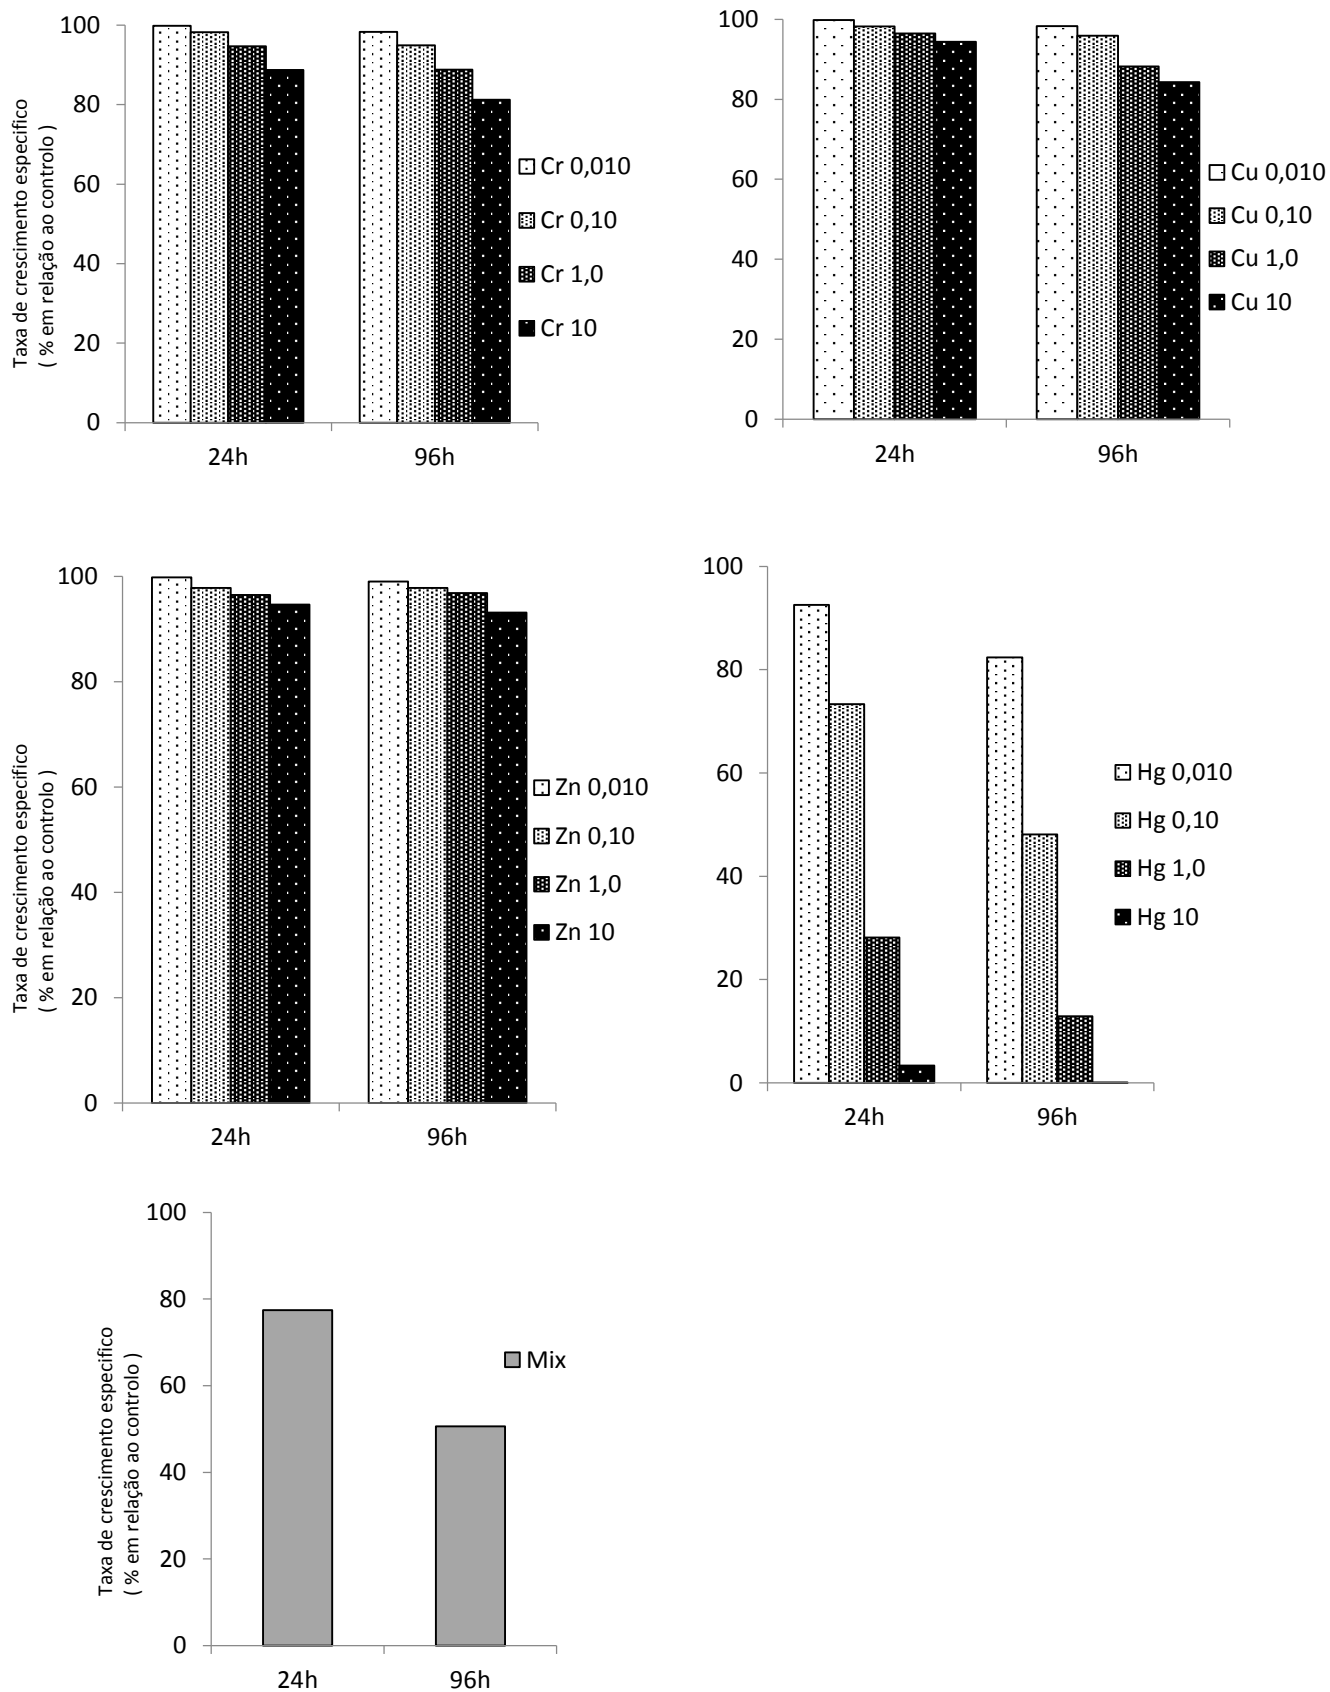 Taxa de crescimento especifico
( % em relação ao controlo )
100
80
60
40
20
0
24h
96h
Cr 0,010
Cr 0,10
Cr 1,0
Cr 10
100
80
60
40
20
0
24h
96h
Cu 0,010
Cu 0,10
Cu 1,0
Cu 10
Taxa de crescimento especifico
( % em relação ao controlo )
100
80
60
40
20
0
24h
96h
Zn 0,010
Zn 0,10
Zn 1,0
Zn 10
100
80
60
40
20
0
24h
96h
Hg 0,010
Hg 0,10
Hg 1,0
Hg 10
Taxa de crescimento especifico
( % em relação ao controlo )
100
80
60
40
20
0
24h
96h
Mix